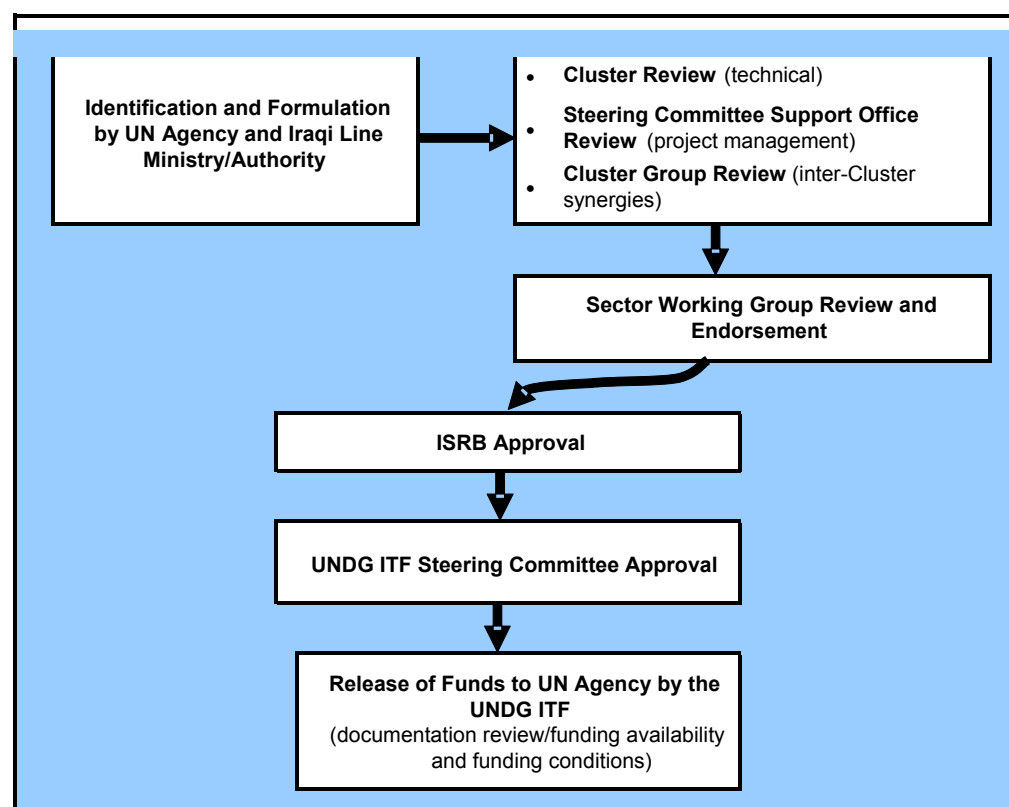 Identification and Formulation
by UN Agency and Iraqi Line
Ministry/Authority
• Cluster Review (technical)
• Steering Committee Support Office
Review (project management)
• Cluster Group Review (inter-Cluster
synergies)
Sector Working Group Review and
Endorsement
ISRB Approval
UNDG ITF Steering Committee Approval
Release of Funds to UN Agency by the
UNDG ITF
(documentation review/funding availability
and funding conditions)